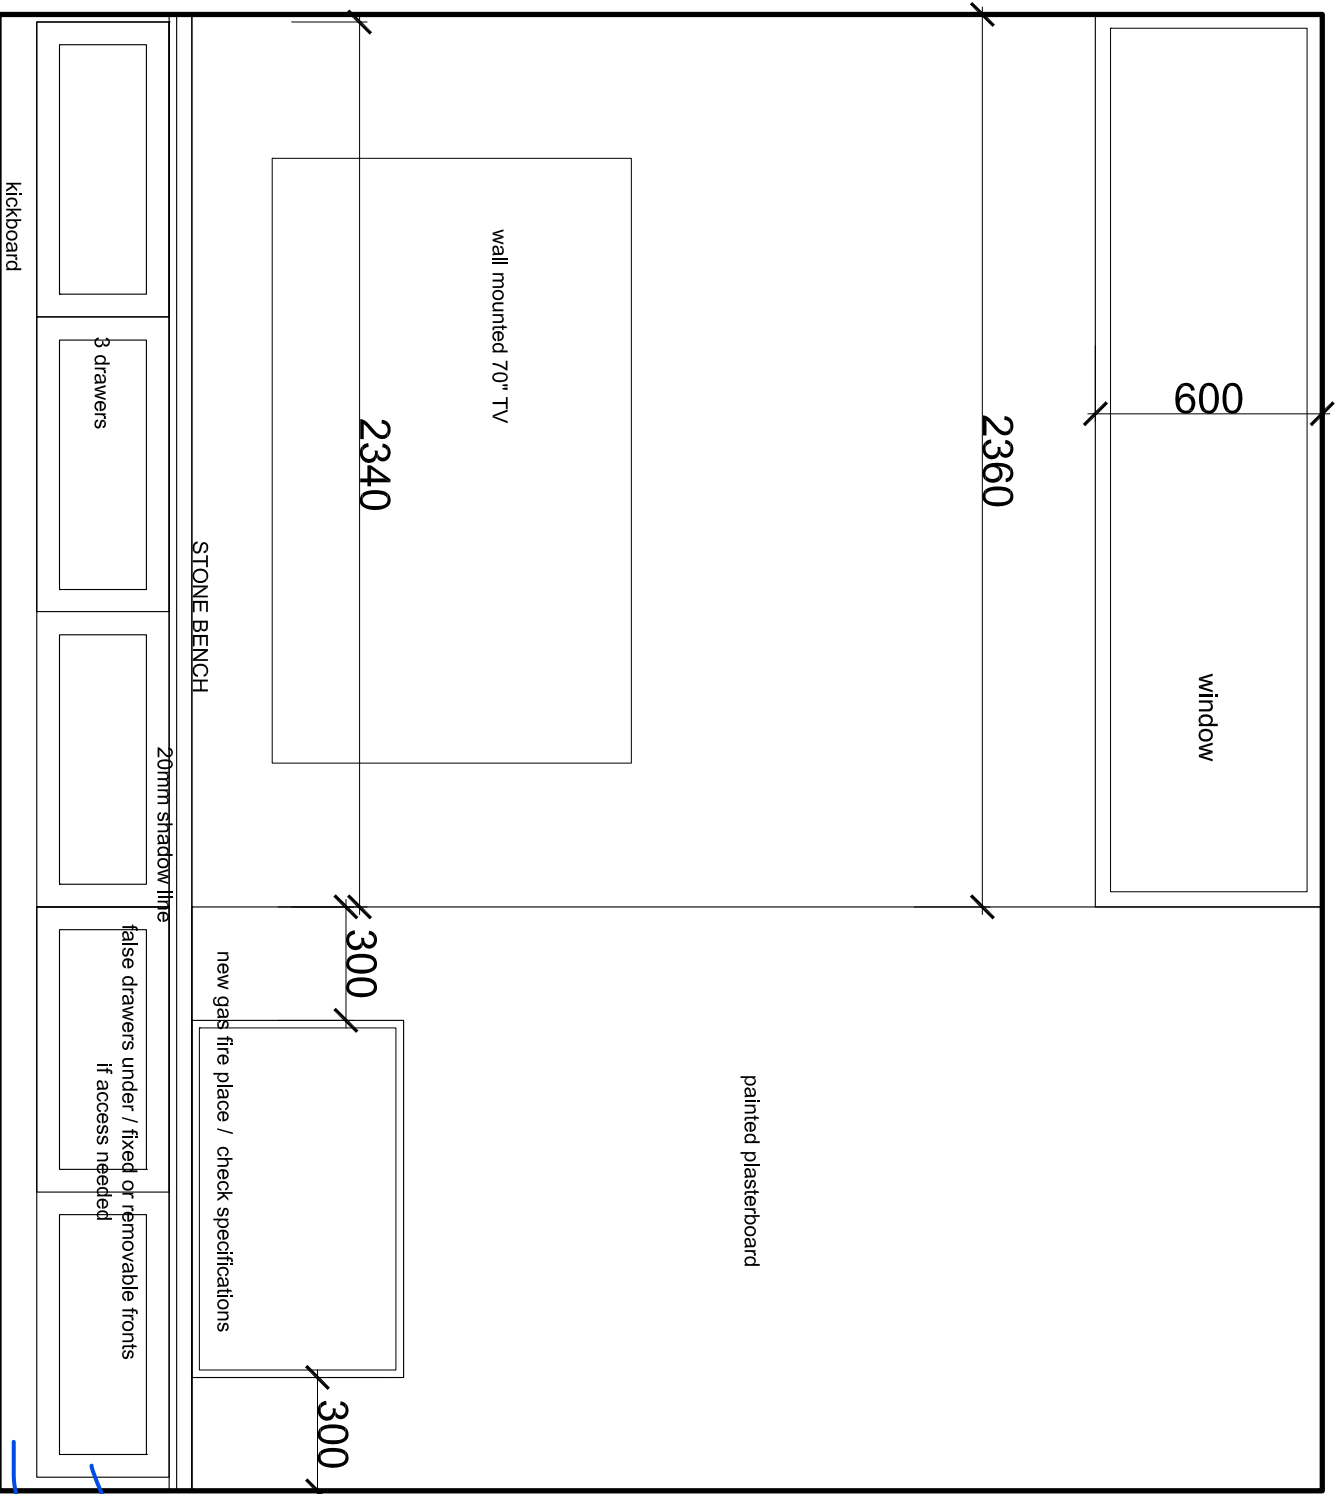 600
window
2360
painted plasterboard
wall mounted 70" TV
2340
300
300
new gas fire place / check specifications
STONE BENCH
20mm shadow line
3 drawers
false drawers under / fixed or removable fronts
if access needed
kickboard